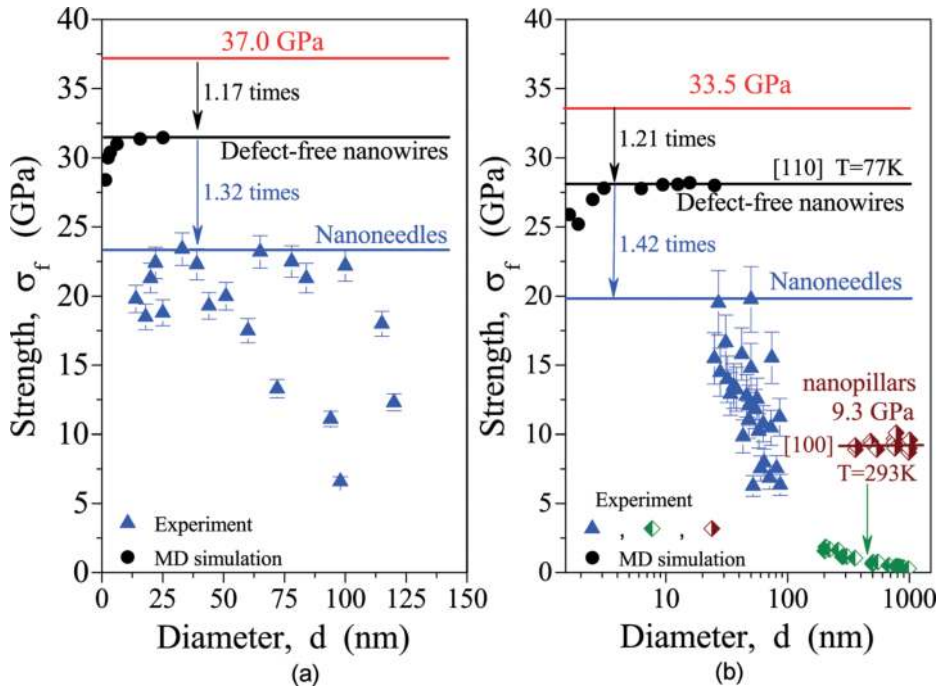 40
35
30
25
20
15
10
5
0
Strength, σf (GPa)
37.0 GPa
1.17 times
Defect-free nanowires
1.32 times
Nanoneedles
Experiment
MD simulation
0 25 50 75 100 125 150
Diameter, d (nm)
(a)
40
35
30
25
20
15
10
5
0
Strength, σf (GPa)
33.5 GPa
1.21 times
[110] T=77K
Defect-free nanowires
1.42 times
Nanoneedles
nanopillars
9.3 GPa
[100]
T=293K
Experiment
, ,
MD simulation
10 100 1000
Diameter, d (nm)
(b)